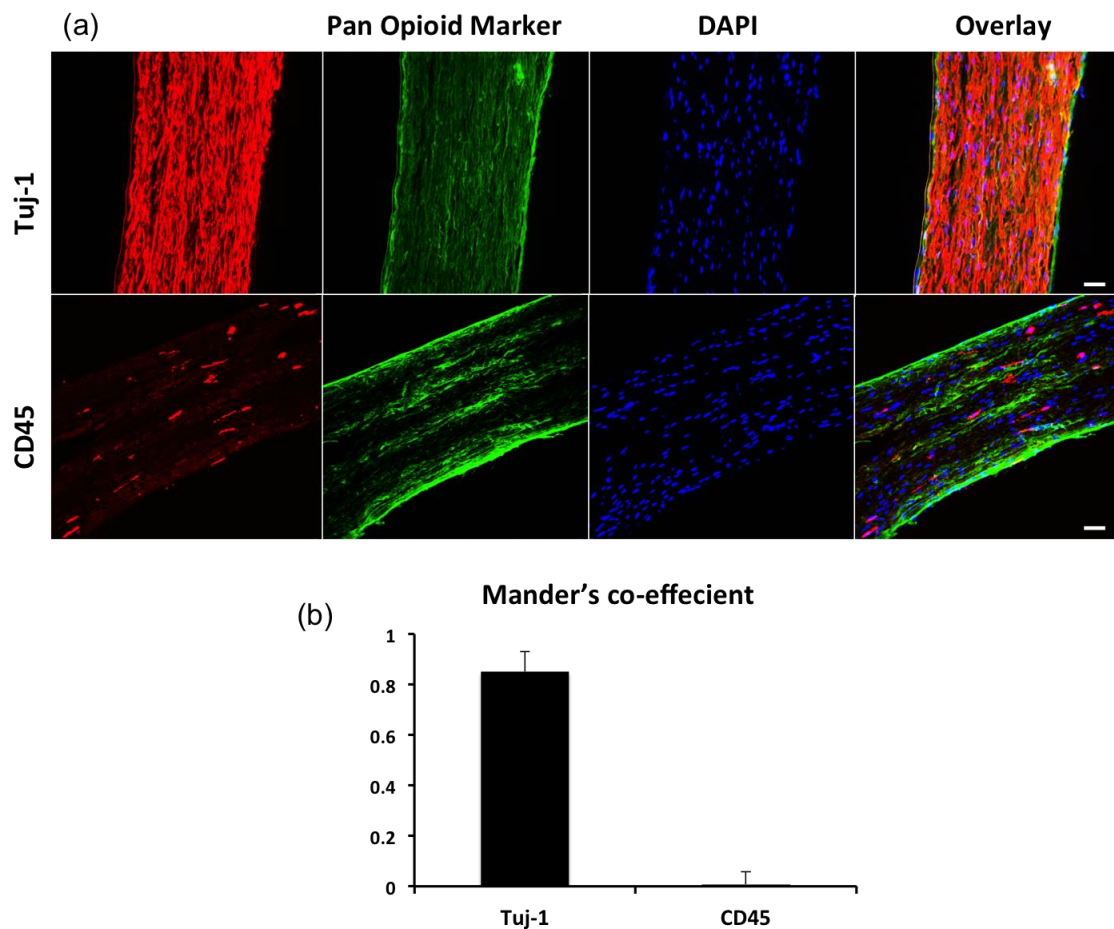 (a)
Pan Opioid Marker
DAPI
Overlay
Tuj-1
CD45
(b)
Mander’s co-effecient
1
0.8
0.6
0.4
0.2
0
Tuj-1
CD45